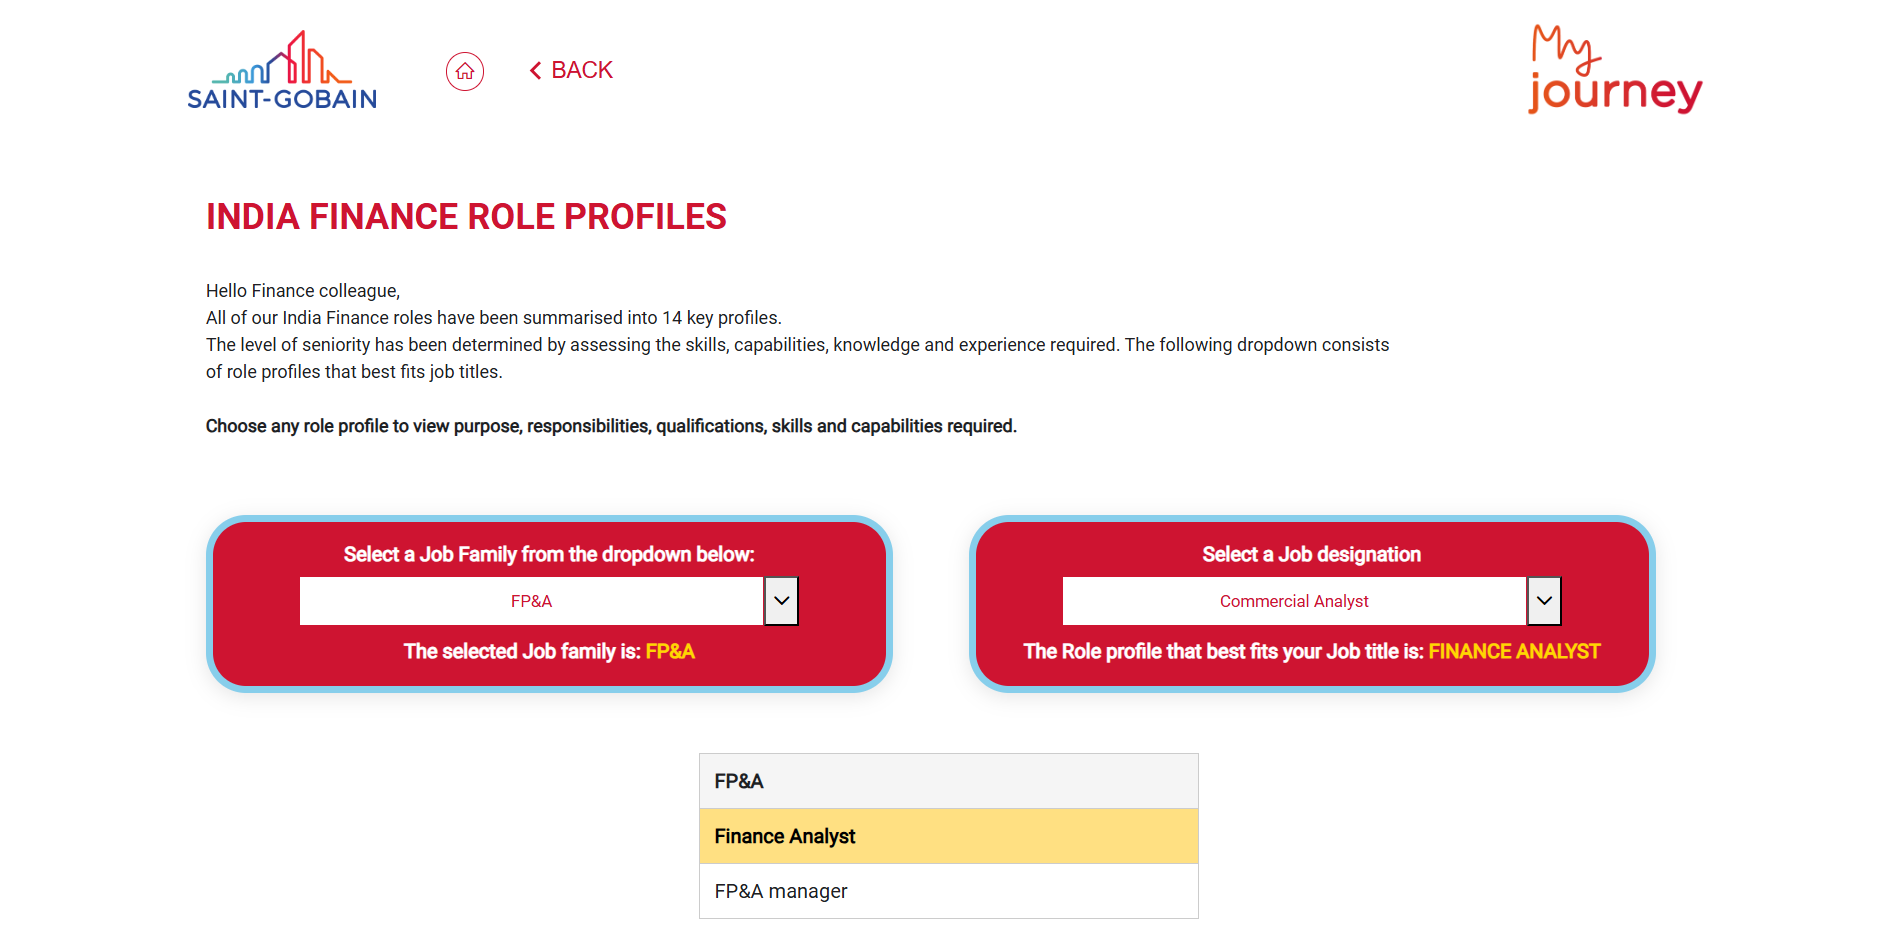 SAINT-GOBAIN
BACK
My
journey
INDIA FINANCE ROLE PROFILES
Hello Finance colleague,
All of our India Finance roles have been summarised into 14 key profiles.
The level of seniority has been determined by assessing the skills, capabilities, knowledge and experience required. The following dropdown consists
of role profiles that best fits job titles.
Choose any role profile to view purpose, responsibilities, qualifications, skills and capabilities required.
Select a Job Family from the dropdown below:
FP&A
The selected Job family is: FP&A
Select a Job designation
Commercial Analyst
The Role profile that best fits your Job title is: FINANCE ANALYST
FP&A
Finance Analyst
FP&A manager